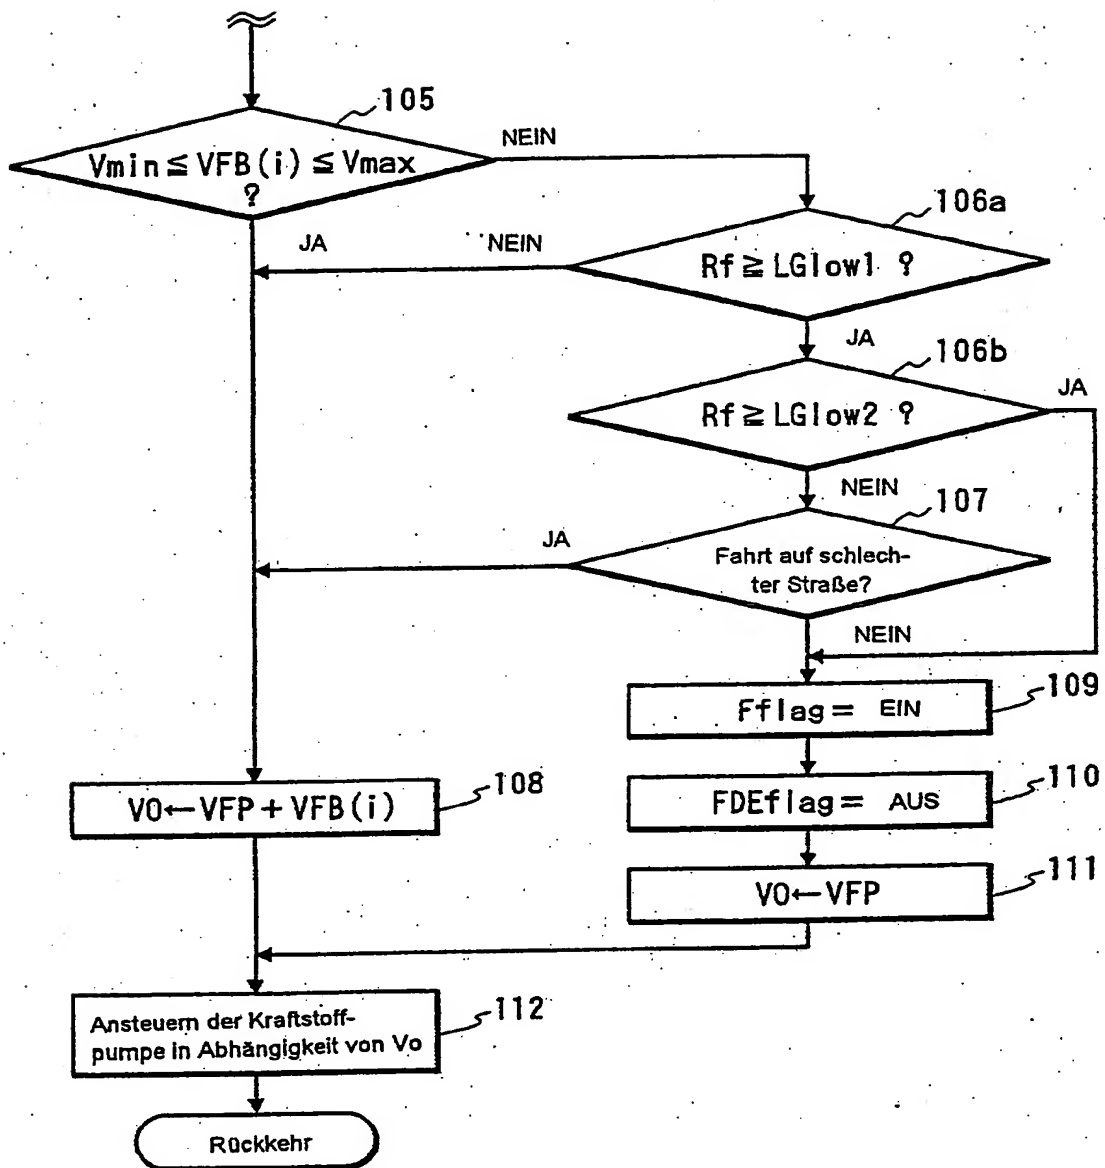 105
NEIN
Vmin ≦ VFB(i) ≦ Vmax
?
106a
JA
NEIN
Rf ≧ LGlow1 ?
JA
106b
JA
Rf ≧ LGlow2 ?
NEIN
107
JA
Fahrt auf schlech-
ter Straße?
NEIN
109
Fflag = EIN
108
VO←VFP + VFB(i)
110
FDEflag = AUS
111
VO←VFP
112
Ansteuern der Kraftstoff-
pumpe in Abhängigkeit von Vo
Rückkehr